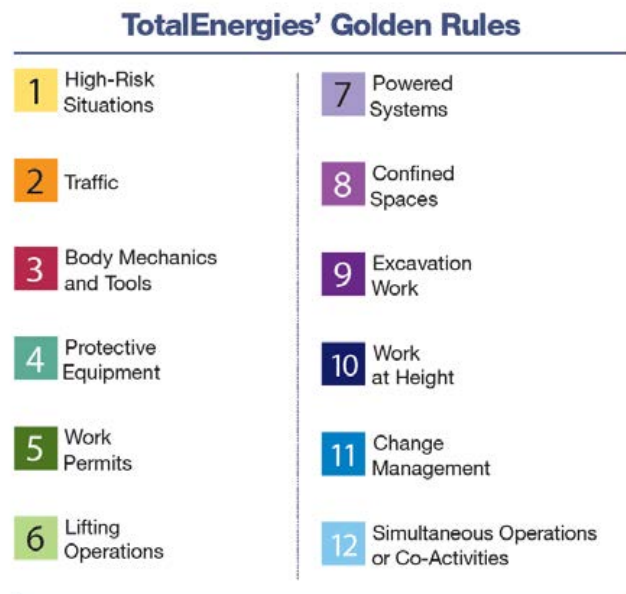 TotalEnergies' Golden Rules
1
High-Risk
Situations
2
Traffic
3
Body Mechanics
and Tools
4
Protective
Equipment
5
Work
Permits
6
Lifting
Operations
7
Powered
Systems
8
Confined
Spaces
9
Excavation
Work
10
Work
at Height
11
Change
Management
12
Simultaneous Operations
or Co-Activities